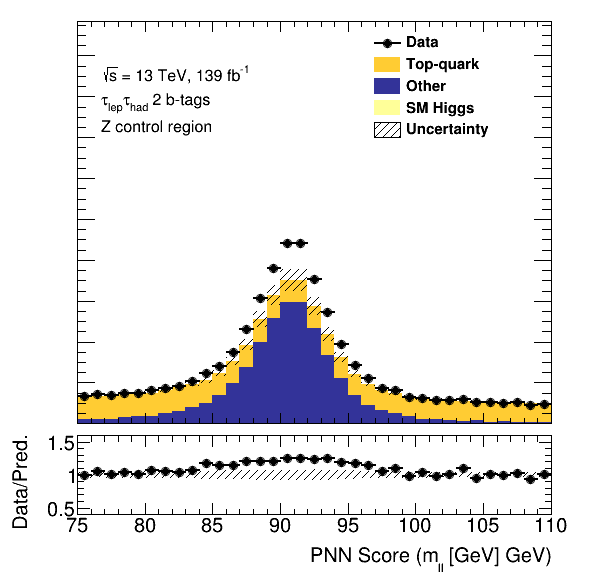 Data
Top-quark
Other
SM Higgs
Uncertainty
√s = 13 TeV, 139 fb⁻¹
τlepτhad 2 b-tags
Z control region
Data/Pred.
1.5
1
0.5
75 80 85 90 95 100 105 110
PNN Score (mll [GeV] GeV)